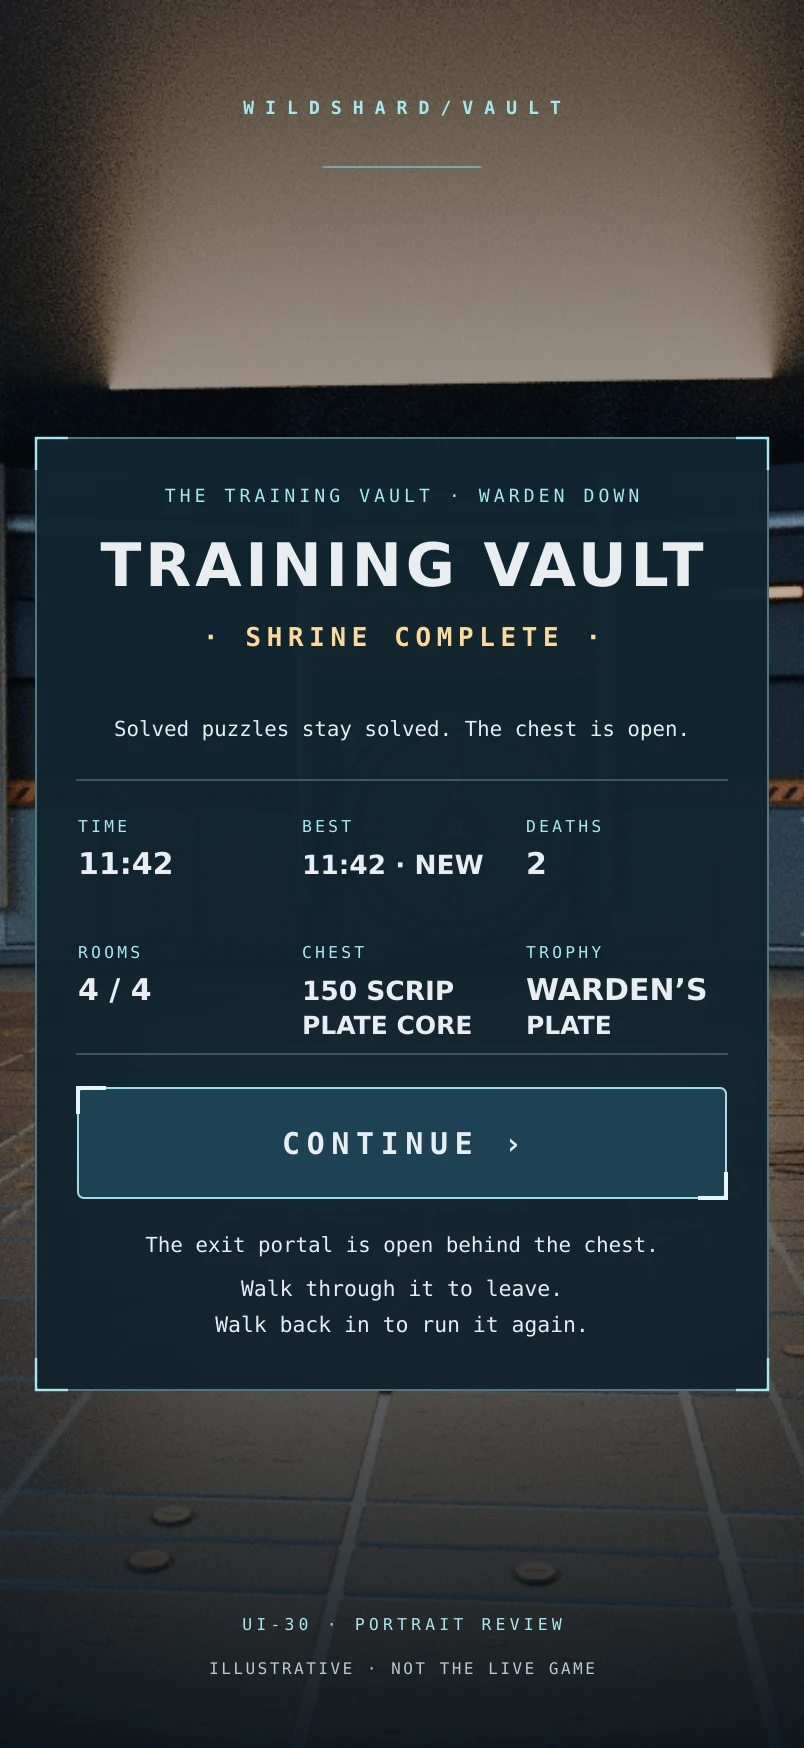 WILDSHARD/VAULT
THE TRAINING VAULT · WARDEN DOWN
TRAINING VAULT
· SHRINE COMPLETE ·
Solved puzzles stay solved. The chest is open.
TIME BEST DEATHS
11:42 11:42 · NEW 2
ROOMS CHEST TROPHY
4 / 4 150 SCRIP WARDEN’S
PLATE CORE PLATE
CONTINUE ›
The exit portal is open behind the chest.
Walk through it to leave.
Walk back in to run it again.
UI-30 · PORTRAIT REVIEW
ILLUSTRATIVE · NOT THE LIVE GAME